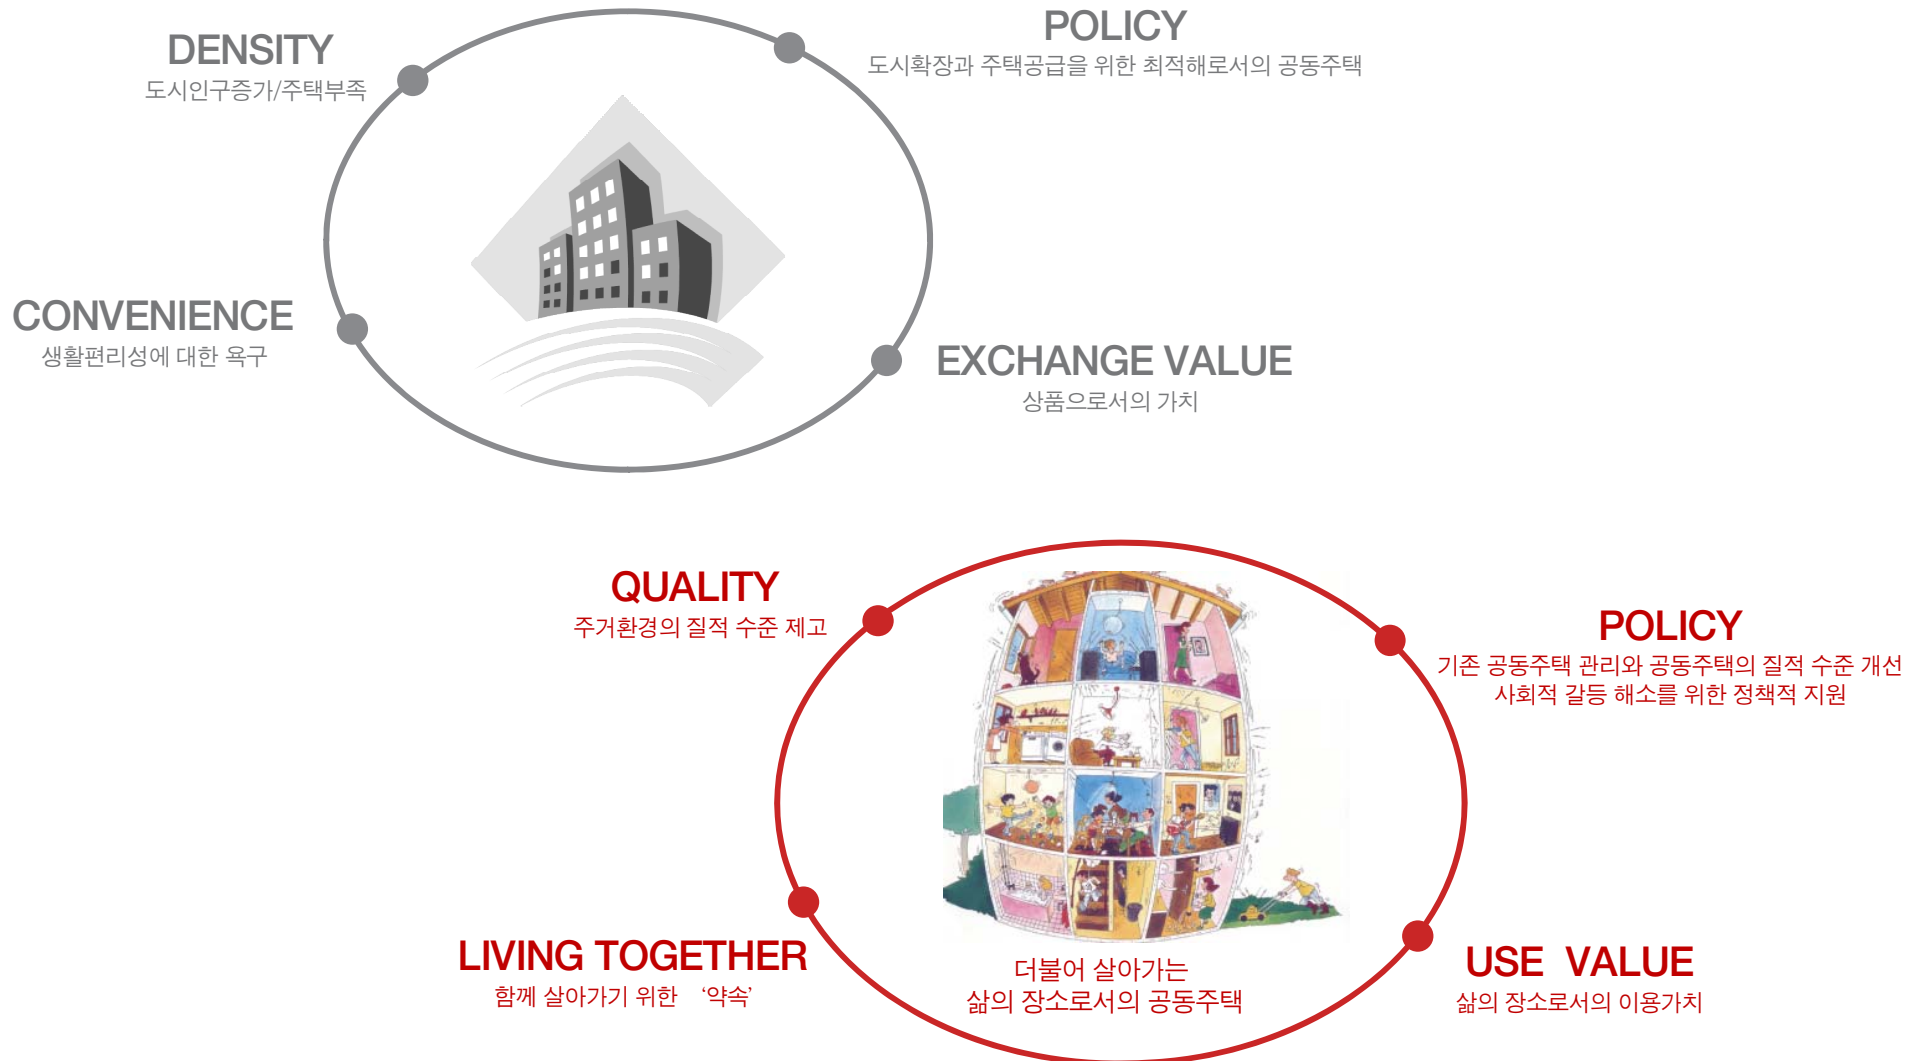 DENSITY
도시인구증가/주택부족
POLICY
도시확장과 주택공급을 위한 최적해로서의 공동주택
CONVENIENCE
생활편리성에 대한 욕구
EXCHANGE VALUE
상품으로서의 가치
QUALITY
주거환경의 질적 수준 제고
POLICY
기존 공동주택 관리와 공동주택의 질적 수준 개선
사회적 갈등 해소를 위한 정책적 지원
LIVING TOGETHER
함께 살아가기 위한 ‘약속’
더불어 살아가는
삶의 장소로서의 공동주택
USE VALUE
삶의 장소로서의 이용가치